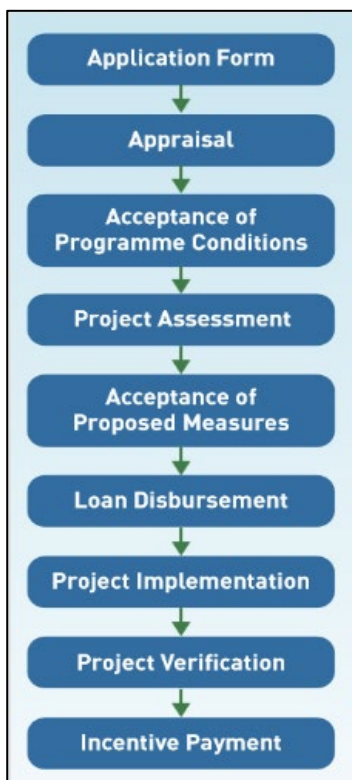 Application Form
Appraisal
Acceptance of
Programme Conditions
Project Assessment
Acceptance of
Proposed Measures
Loan Disbursement
Project Implementation
Project Verification
Incentive Payment